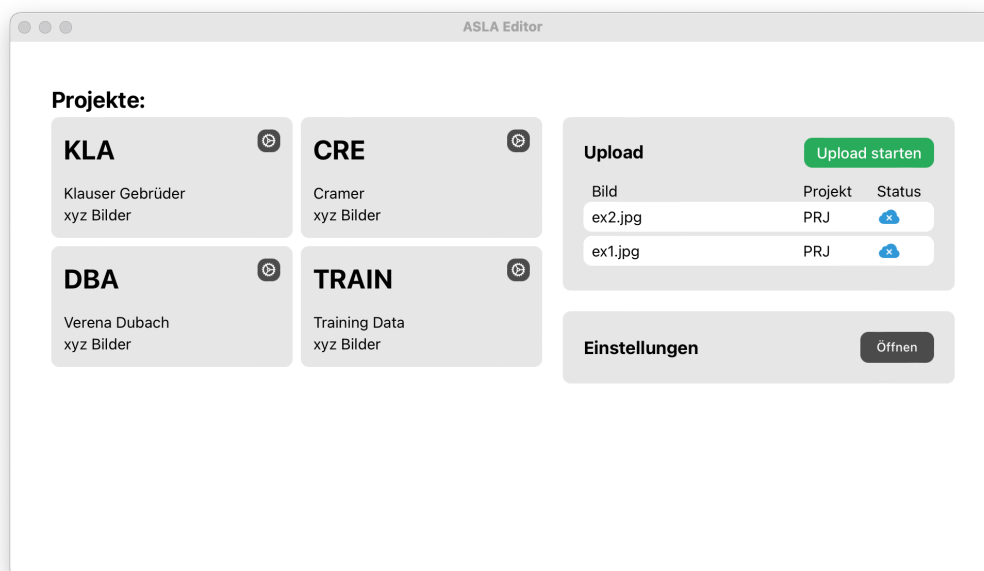 ASLA Editor
Projekte:
KLA
Klauser Gebrüder
xyz Bilder
CRE
Cramer
xyz Bilder
DBA
Verena Dubach
xyz Bilder
TRAIN
Training Data
xyz Bilder
Upload
Upload starten
Bild Projekt Status
ex2.jpg PRJ
ex1.jpg PRJ
Einstellungen
Öffnen